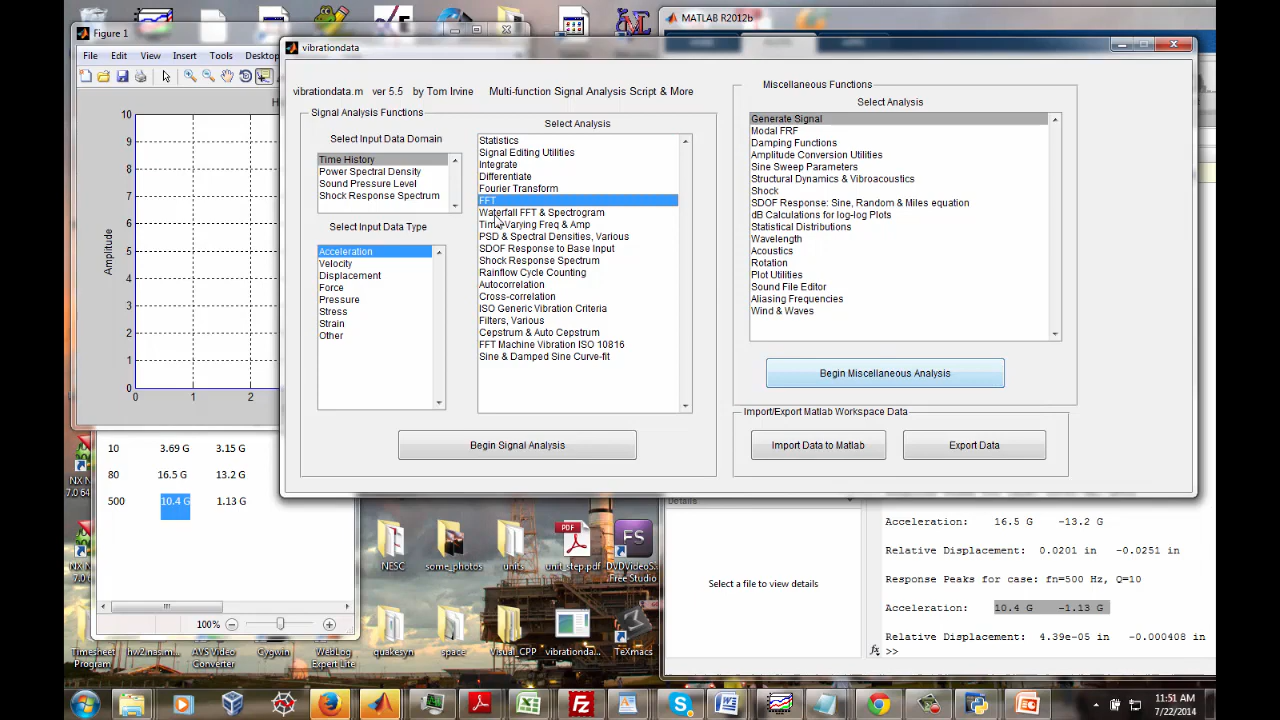 Figure 1
File Edit View Insert Tools Desktop
Amplitude
10
9
8
7
6
5
4
3
2
1
0
0 1 2
vibrationdata
vibrationdata.m ver 5.5 by Tom Irvine Multi-function Signal Analysis Script & More
Signal Analysis Functions
Select Input Data Domain
Time History
Power Spectral Density
Sound Pressure Level
Shock Response Spectrum
Select Input Data Type
Acceleration
Velocity
Displacement
Force
Pressure
Stress
Strain
Other
Select Analysis
Statistics
Signal Editing Utilities
Integrate
Differentiate
Fourier Transform
FFT
Waterfall FFT & Spectrogram
Time-Varying Freq & Amp
PSD & Spectral Densities, Various
SDOF Response to Base Input
Shock Response Spectrum
Rainflow Cycle Counting
Autocorrelation
Cross-correlation
ISO Generic Vibration Criteria
Filters, Various
Cepstrum & Auto Cepstrum
FFT Machine Vibration ISO 10816
Sine & Damped Sine Curve-fit
Begin Signal Analysis
Miscellaneous Functions
Select Analysis
Generate Signal
Modal FRF
Damping Functions
Amplitude Conversion Utilities
Sine Sweep Parameters
Structural Dynamics & Vibroacoustics
Shock
SDOF Response: Sine, Random & Miles equation
dB Calculations for log-log Plots
Statistical Distributions
Wavelength
Acoustics
Rotation
Plot Utilities
Sound File Editor
Aliasing Frequencies
Wind & Waves
Begin Miscellaneous Analysis
Import/Export Matlab Workspace Data
Import Data to Matlab Export Data
MATLAB R2012b
10 3.69 G 3.15 G
80 16.5 G 13.2 G
500 10.4 G 1.13 G
100%
NX N
7.0 64
NX N
7.0
NESC some_photos units unit_step.pdf DVDVideoS...
Free Studio
Timesheet
Program
hw2.nasim...
AVS Video
Converter
Cygwin
WebLog
Expert Lite
quakesyn space Visual_CPP vibrationda... TeXmacs
Details
Select a file to view details
Acceleration: 16.5 G -13.2 G
Relative Displacement: 0.0201 in -0.0251 in
Response Peaks for case: fn=500 Hz, Q=10
Acceleration: 10.4 G -1.13 G
Relative Displacement: 4.39e-05 in -0.000408 in
fx >>
11:51 AM
7/22/2014